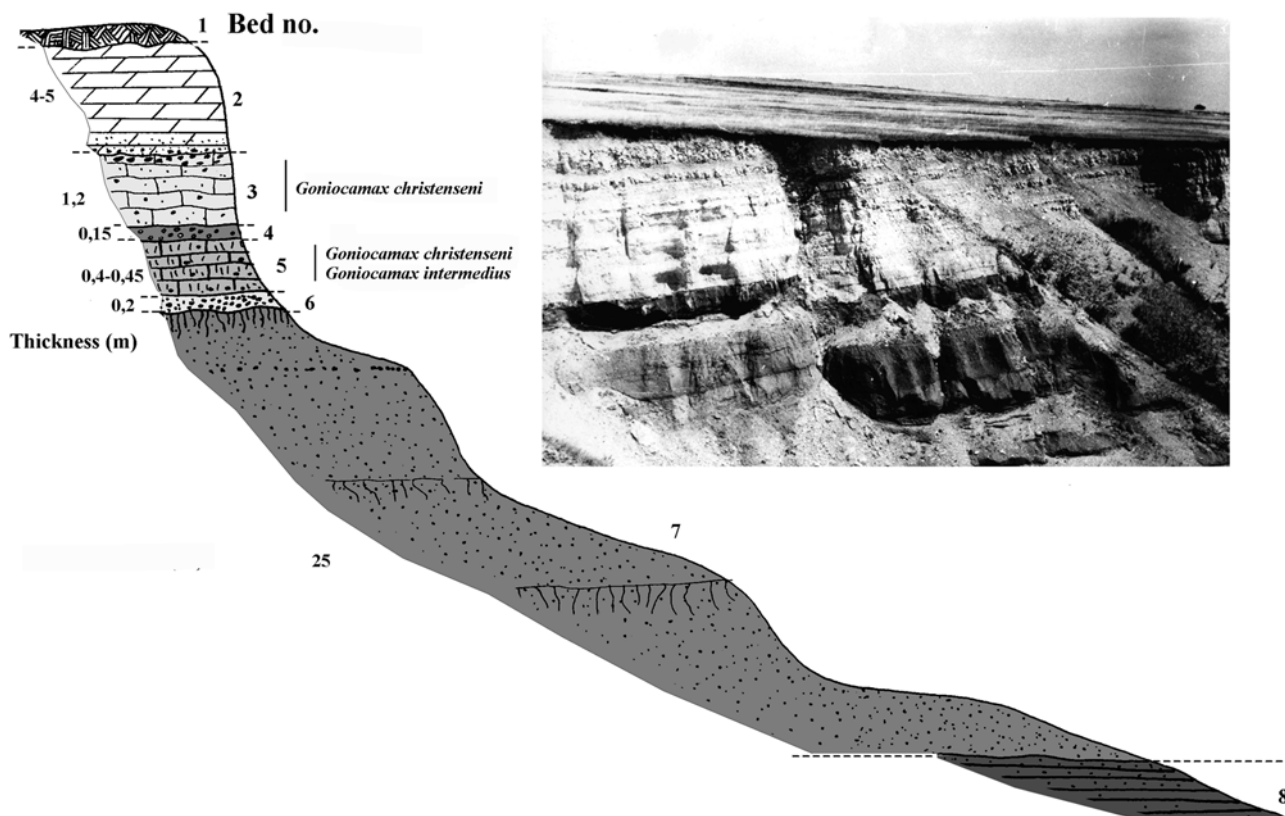 1 Bed no.
4-5
2
1,2
3
Goniocamax christenseni
0,15
4
0,4-0,45
5
Goniocamax christenseni
Goniocamax intermedius
0,2
6
Thickness (m)
7
25
8